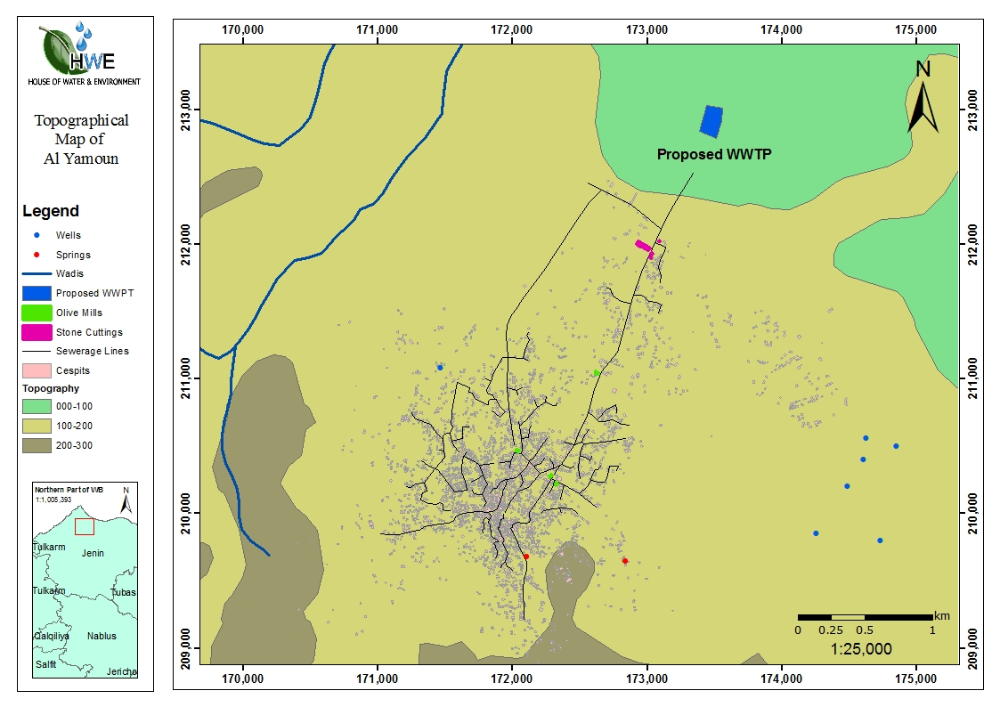 HWE
HOUSE OF WATER & ENVIRONMENT
Topographical
Map of
Al Yamoun
Legend
Wells
Springs
Wadis
Proposed WWPT
Olive Mills
Stone Cuttings
Sewerage Lines
Cespits
Topography
000-100
100-200
200-300
Northern Part of WB
1:1,005,393
N
Tulkarm
Jenin
Tulkarm
Tubas
Qalqiliya
Nablus
Salfit
Jericho
170,000 171,000 172,000 173,000 174,000 175,000
213,000 213,000
212,000 212,000
211,000 211,000
210,000 210,000
209,000 209,000
N
Proposed WWTP
km
0 0.25 0.5 1
1:25,000
170,000 171,000 172,000 173,000 174,000 175,000